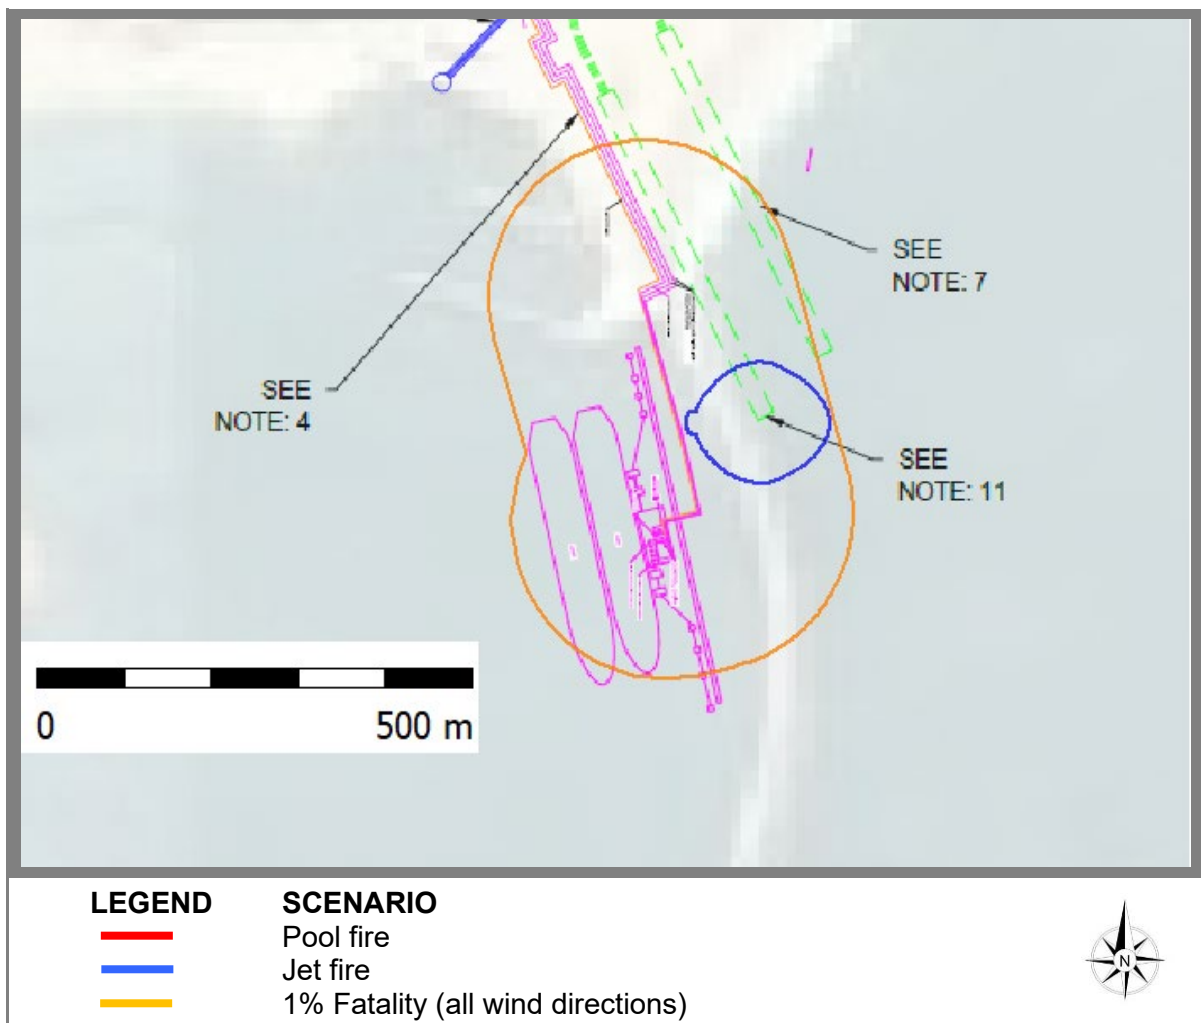 SEE
NOTE: 7
SEE
NOTE: 4
SEE
NOTE: 11
0 500 m
LEGEND SCENARIO
Pool fire
Jet fire
1% Fatality (all wind directions)
N